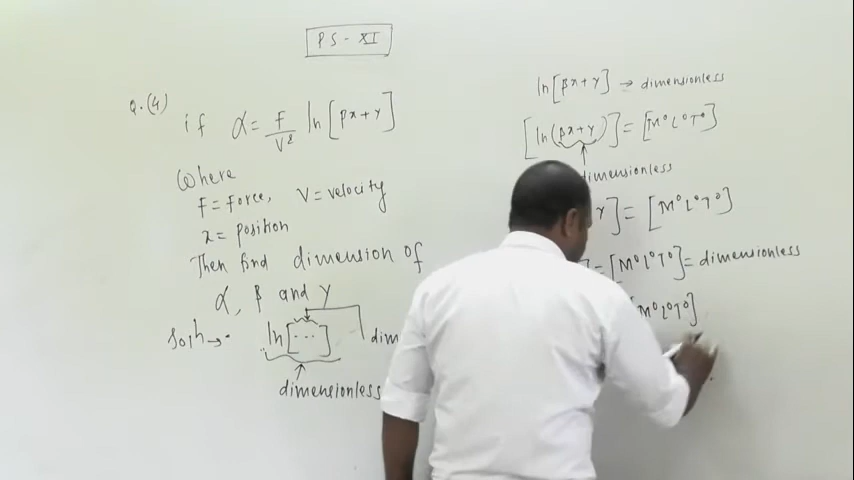 PS - XI
Q.(4)
if α = F/V² ln[βx+γ]
Where
F = Force, V = velocity
x = position
Then find dimension of
α, β and γ
Soln →
ln[...]
dim
dimensionless
ln[βx+γ] → dimensionless
[ln(βx+γ)] = [M⁰L⁰T⁰]
dimensionless
γ] = [M⁰L⁰T⁰]
] = [M⁰L⁰T⁰] = dimensionless
[M⁰L⁰T⁰]